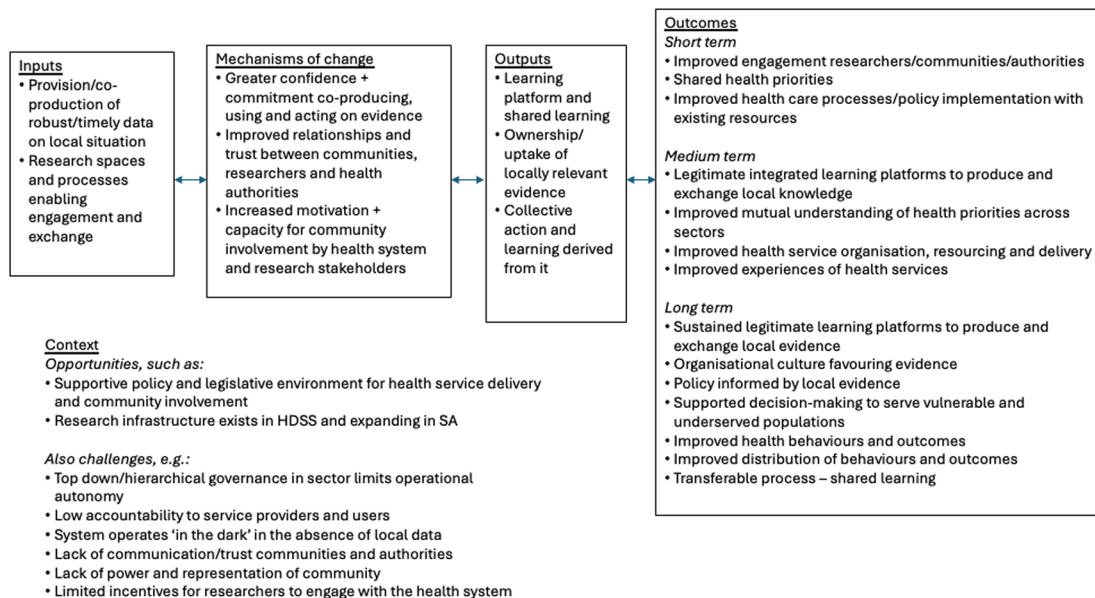 Inputs
• Provision/co-
production of
robust/timely data
on local situation
• Research spaces
and processes
enabling
engagement and
exchange
Mechanisms of change
• Greater confidence +
commitment co-producing,
using and acting on evidence
• Improved relationships and
trust between communities,
researchers and health
authorities
• Increased motivation +
capacity for community
involvement by health system
and research stakeholders
Outputs
• Learning
platform and
shared learning
• Ownership/
uptake of
locally relevant
evidence
• Collective
action and
learning derived
from it
Outcomes
Short term
• Improved engagement researchers/communities/authorities
• Shared health priorities
• Improved health care processes/policy implementation with
existing resources
Medium term
• Legitimate integrated learning platforms to produce and
exchange local knowledge
• Improved mutual understanding of health priorities across
sectors
• Improved health service organisation, resourcing and delivery
• Improved experiences of health services
Long term
• Sustained legitimate learning platforms to produce and
exchange local evidence
• Organisational culture favouring evidence
• Policy informed by local evidence
• Supported decision-making to serve vulnerable and
underserved populations
• Improved health behaviours and outcomes
• Improved distribution of behaviours and outcomes
• Transferable process – shared learning
Context
Opportunities, such as:
• Supportive policy and legislative environment for health service delivery
and community involvement
• Research infrastructure exists in HDSS and expanding in SA
Also challenges, e.g.:
• Top down/hierarchical governance in sector limits operational
autonomy
• Low accountability to service providers and users
• System operates ‘in the dark’ in the absence of local data
• Lack of communication/trust communities and authorities
• Lack of power and representation of community
• Limited incentives for researchers to engage with the health system